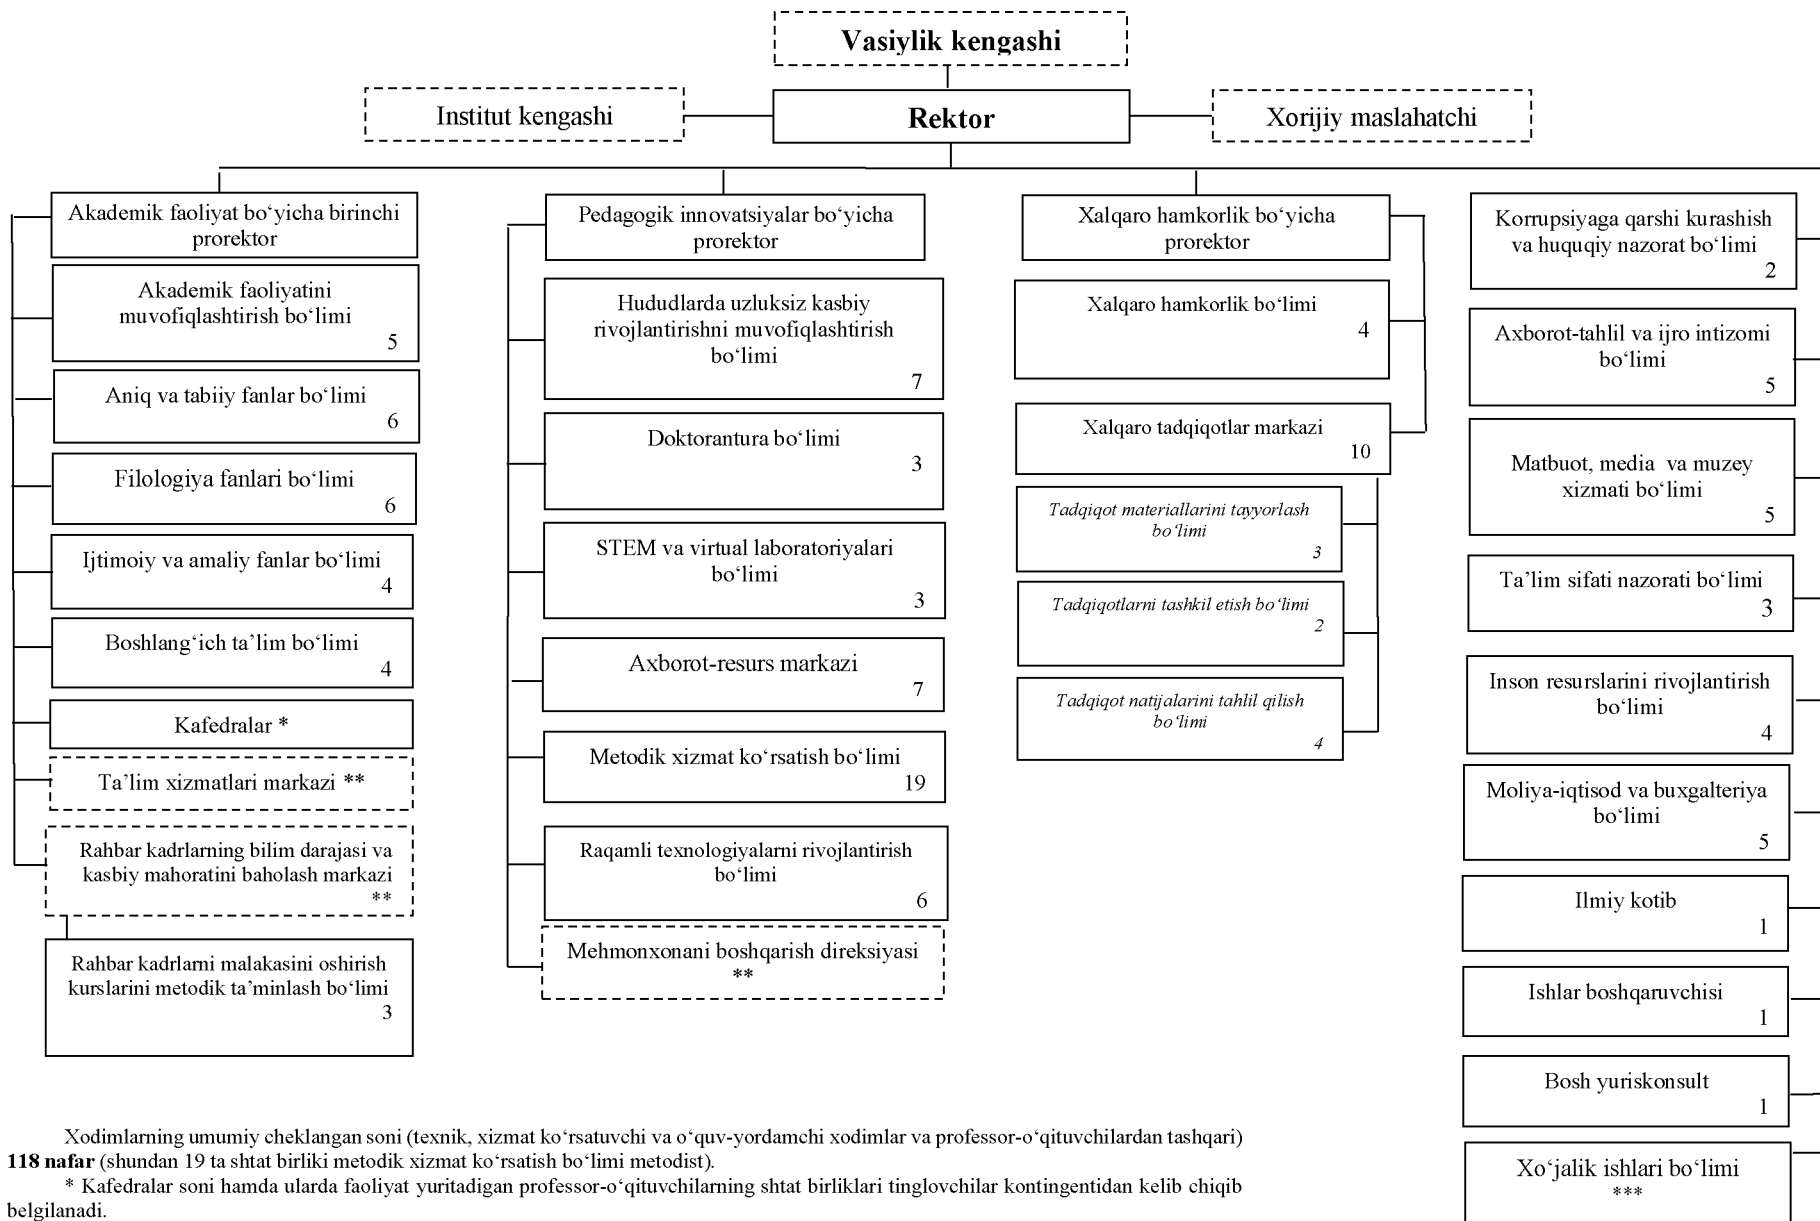 Vasiylik kengashi
Institut kengashi
Rektor
Xorijiy maslahatchi
Akademik faoliyat bo‘yicha birinchi
prorektor
Akademik faoliyatini
muvofiqlashtirish bo‘limi
5
Aniq va tabiiy fanlar bo‘limi
6
Filologiya fanlari bo‘limi
6
Ijtimoiy va amaliy fanlar bo‘limi
4
Boshlang‘ich ta’lim bo‘limi
4
Kafedralar *
Ta’lim xizmatlari markazi **
Rahbar kadrlarning bilim darajasi va
kasbiy mahoratini baholash markazi
**
Rahbar kadrlarni malakasini oshirish
kurslarini metodik ta’minlash bo‘limi
3
Pedagogik innovatsiyalar bo‘yicha
prorektor
Hududlarda uzluksiz kasbiy
rivojlantirishni muvofiqlashtirish
bo‘limi
7
Doktorantura bo‘limi
3
STEM va virtual laboratoriyalari
bo‘limi
3
Axborot-resurs markazi
7
Metodik xizmat ko‘rsatish bo‘limi
19
Raqamli texnologiyalarni rivojlantirish
bo‘limi
6
Mehmonxonani boshqarish direksiyasi
**
Xalqaro hamkorlik bo‘yicha
prorektor
Xalqaro hamkorlik bo‘limi
4
Xalqaro tadqiqotlar markazi
10
Tadqiqot materiallarini tayyorlash
bo‘limi
3
Tadqiqotlarni tashkil etish bo‘limi
2
Tadqiqot natijalarini tahlil qilish
bo‘limi
4
Korrupsiyaga qarshi kurashish
va huquqiy nazorat bo‘limi
2
Axborot-tahlil va ijro intizomi
bo‘limi
5
Matbuot, media va muzey
xizmati bo‘limi
5
Ta’lim sifati nazorati bo‘limi
3
Inson resurslarini rivojlantirish
bo‘limi
4
Moliya-iqtisod va buxgalteriya
bo‘limi
5
Ilmiy kotib
1
Ishlar boshqaruvchisi
1
Bosh yuriskonsult
1
Xo‘jalik ishlari bo‘limi
***
Xodimlarning umumiy cheklangan soni (texnik, xizmat ko‘rsatuvchi va o‘quv-yordamchi xodimlar va professor-o‘qituvchilardan tashqari)
118 nafar (shundan 19 ta shtat birliki metodik xizmat ko‘rsatish bo‘limi metodist).
* Kafedralar soni hamda ularda faoliyat yuritadigan professor-o‘qituvchilarning shtat birliklari tinglovchilar kontingentidan kelib chiqib
belgilanadi.